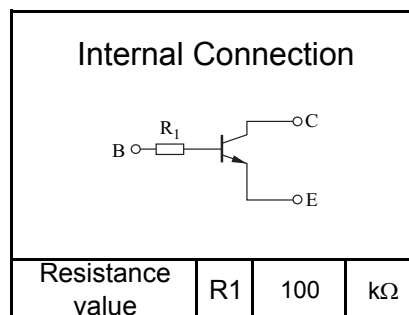 Internal Connection
R1
C
B
E
Resistance value R1 100 kΩ